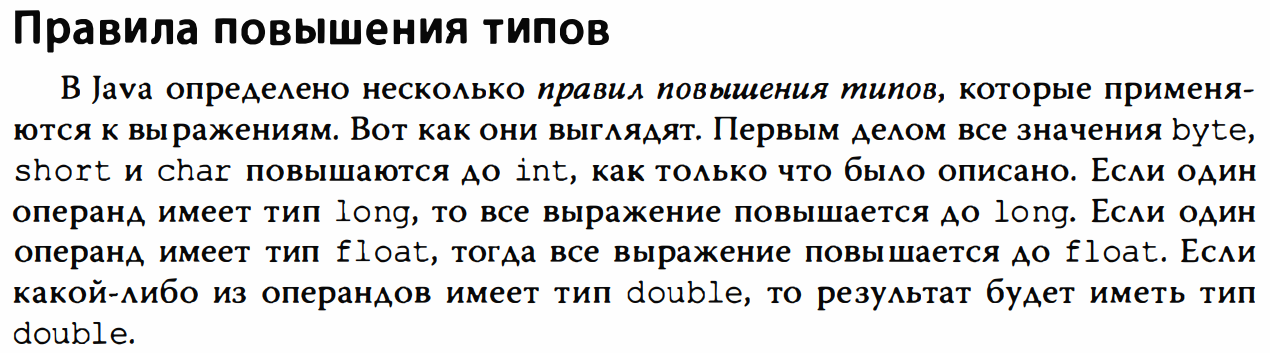 Правила повышения типов
В Java определено несколько правил повышения типов, которые применя-
ются к выражениям. Вот как они выглядят. Первым делом все значения byte,
short и char повышаются до int, как только что было описано. Если один
операнд имеет тип long, то все выражение повышается до long. Если один
операнд имеет тип float, тогда все выражение повышается до float. Если
какой-либо из операндов имеет тип double, то результат будет иметь тип
double.